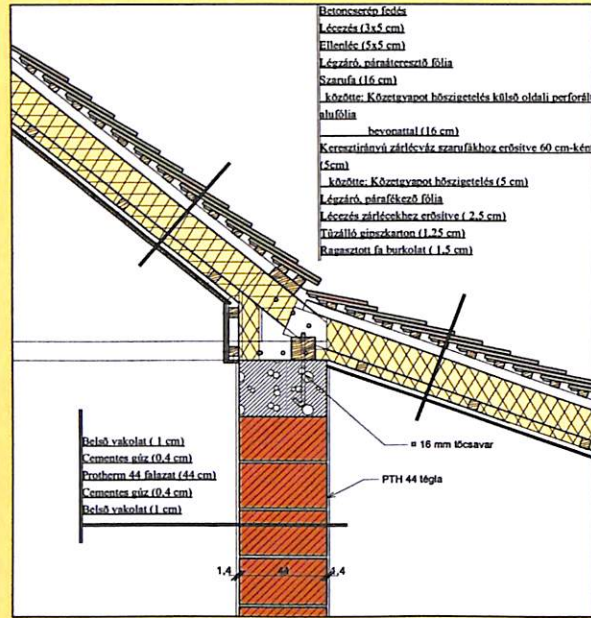 Betoncserép fedés
Lécezés (3x5 cm)
Ellenléc (5x5 cm)
Légzáró, páraáteresztő fólia
Szarufa (16 cm)
közötte: Kőzetgyapot hőszigetelés külső oldali perforált
alufólia
bevonattal (16 cm)
Keresztirányú zárlécváz szarufákhoz erősítve 60 cm-ként
(5cm)
közötte: Kőzetgyapot hőszigetelés (5 cm)
Légzáró, párafékező fólia
Lécezés zárlécekhez erősítve ( 2,5 cm)
Tűzálló gipszkarton (1,25 cm)
Ragasztott fa burkolat ( 1,5 cm)
¤ 16 mm tőcsavar
Belső vakolat ( 1 cm)
Cementes gúz (0,4 cm)
Protherm 44 falazat (44 cm)
Cementes gúz (0,4 cm)
Belső vakolat (1 cm)
PTH 44 tégla
1,4 44 1,4